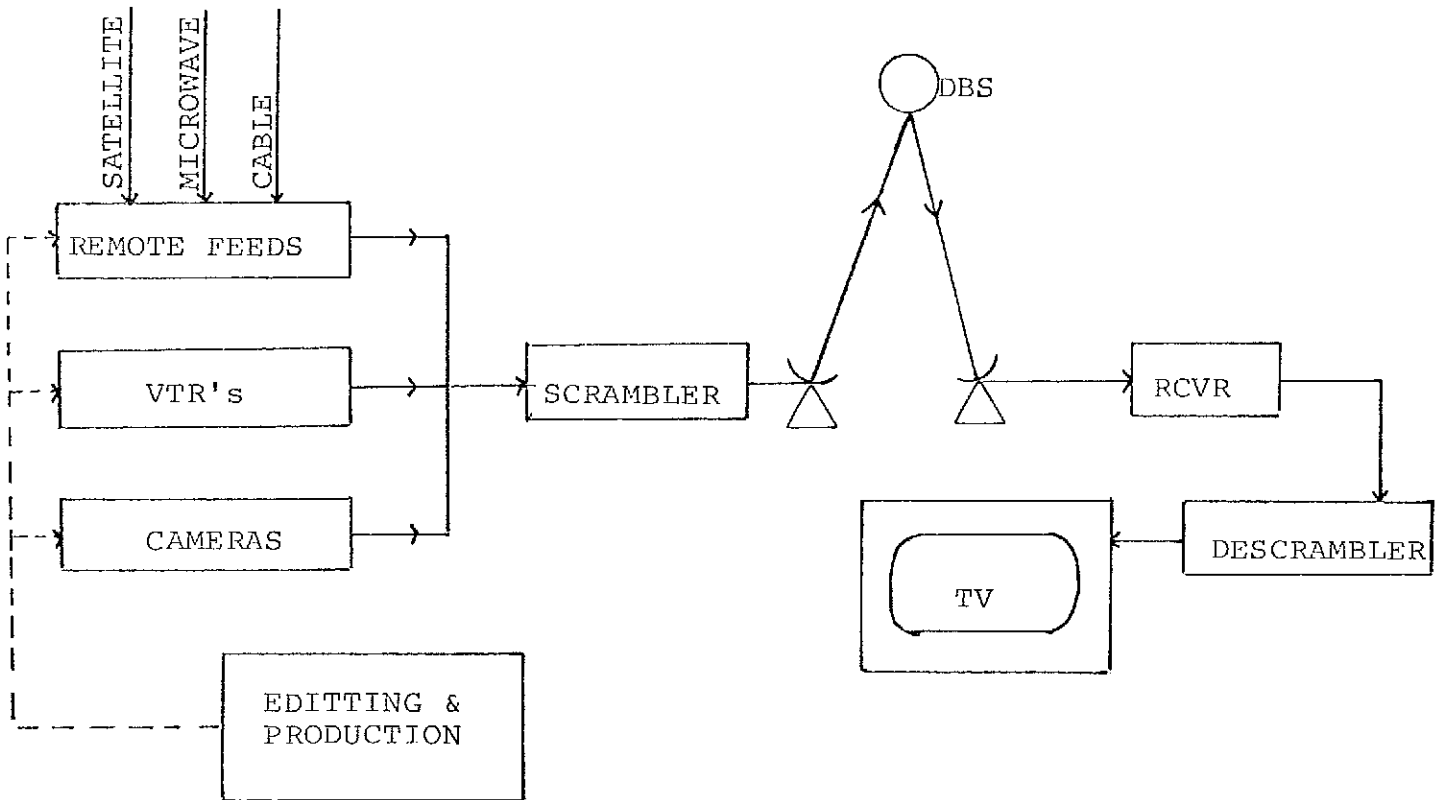 SATELLITE
MICROWAVE
CABLE
DBS
REMOTE FEEDS
VTR's
SCRAMBLER
RCVR
CAMERAS
DESCRAMBLER
TV
EDITTING &
PRODUCTION